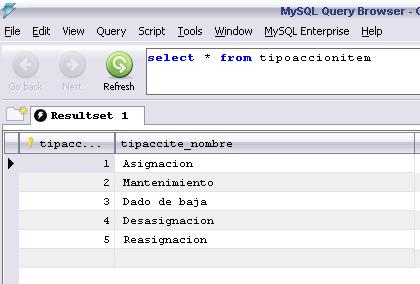 MySQL Query Browser -
File Edit View Query Script Tools Window MySQL Enterprise Help
Go back Next Refresh
select * from tipoaccionitem
Resultset 1
tipacc... tipaccite_nombre
1 Asignacion
2 Mantenimiento
3 Dado de baja
4 Desasignacion
5 Reasignacion